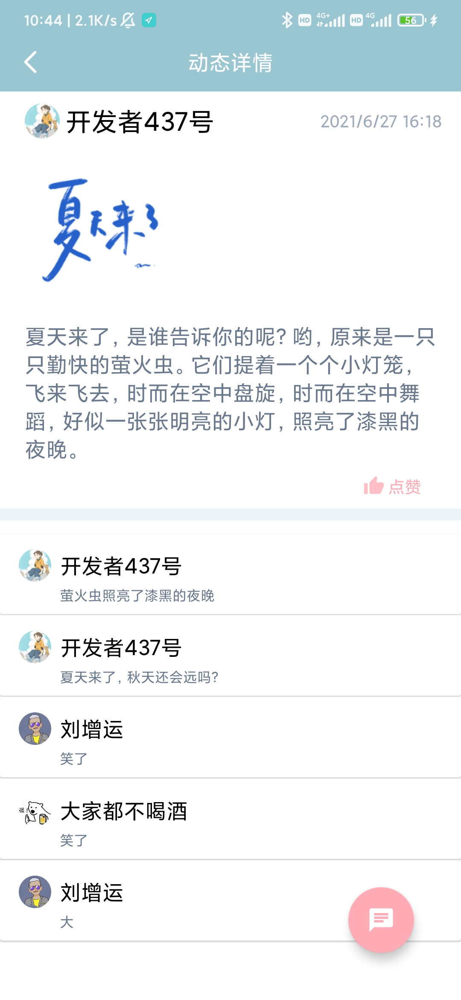 10:44 | 2.1K/s HD 4G+ HD 4G 56
动态详情
开发者437号 2021/6/27 16:18
夏天来了
夏天来了, 是谁告诉你的呢? 哟, 原来是一只
只勤快的萤火虫。它们提着一个个小灯笼,
飞来飞去, 时而在空中盘旋, 时而在空中舞
蹈, 好似一张张明亮的小灯, 照亮了漆黑的
夜晚。
点赞
开发者437号
萤火虫照亮了漆黑的夜晚
开发者437号
夏天来了, 秋天还会远吗?
刘增运
笑了
强!
大家都不喝酒
笑了
刘增运
大